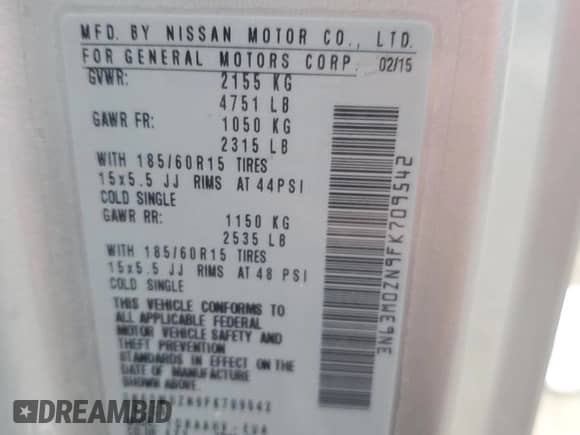 MFD. BY NISSAN MOTOR CO., LTD.
FOR GENERAL MOTORS CORP. 02/15
GVWR: 2155 KG
4751 LB
GAWR FR: 1050 KG
2315 LB
WITH 185/60R15 TIRES
15x5.5 JJ RIMS AT 44PSI
COLD SINGLE
GAWR RR: 1150 KG
2535 LB
WITH 185/60R15 TIRES
15x5.5 JJ RIMS AT 48 PSI
COLD SINGLE
THIS VEHICLE CONFORMS TO
ALL APPLICABLE FEDERAL
MOTOR VEHICLE SAFETY AND
THEFT PREVENTION
STANDARDS IN EFFECT ON THE
DATE OF MANUFACTURE
SHOWN ABOVE.
3N63M0ZN9FK709542
DREAMBID